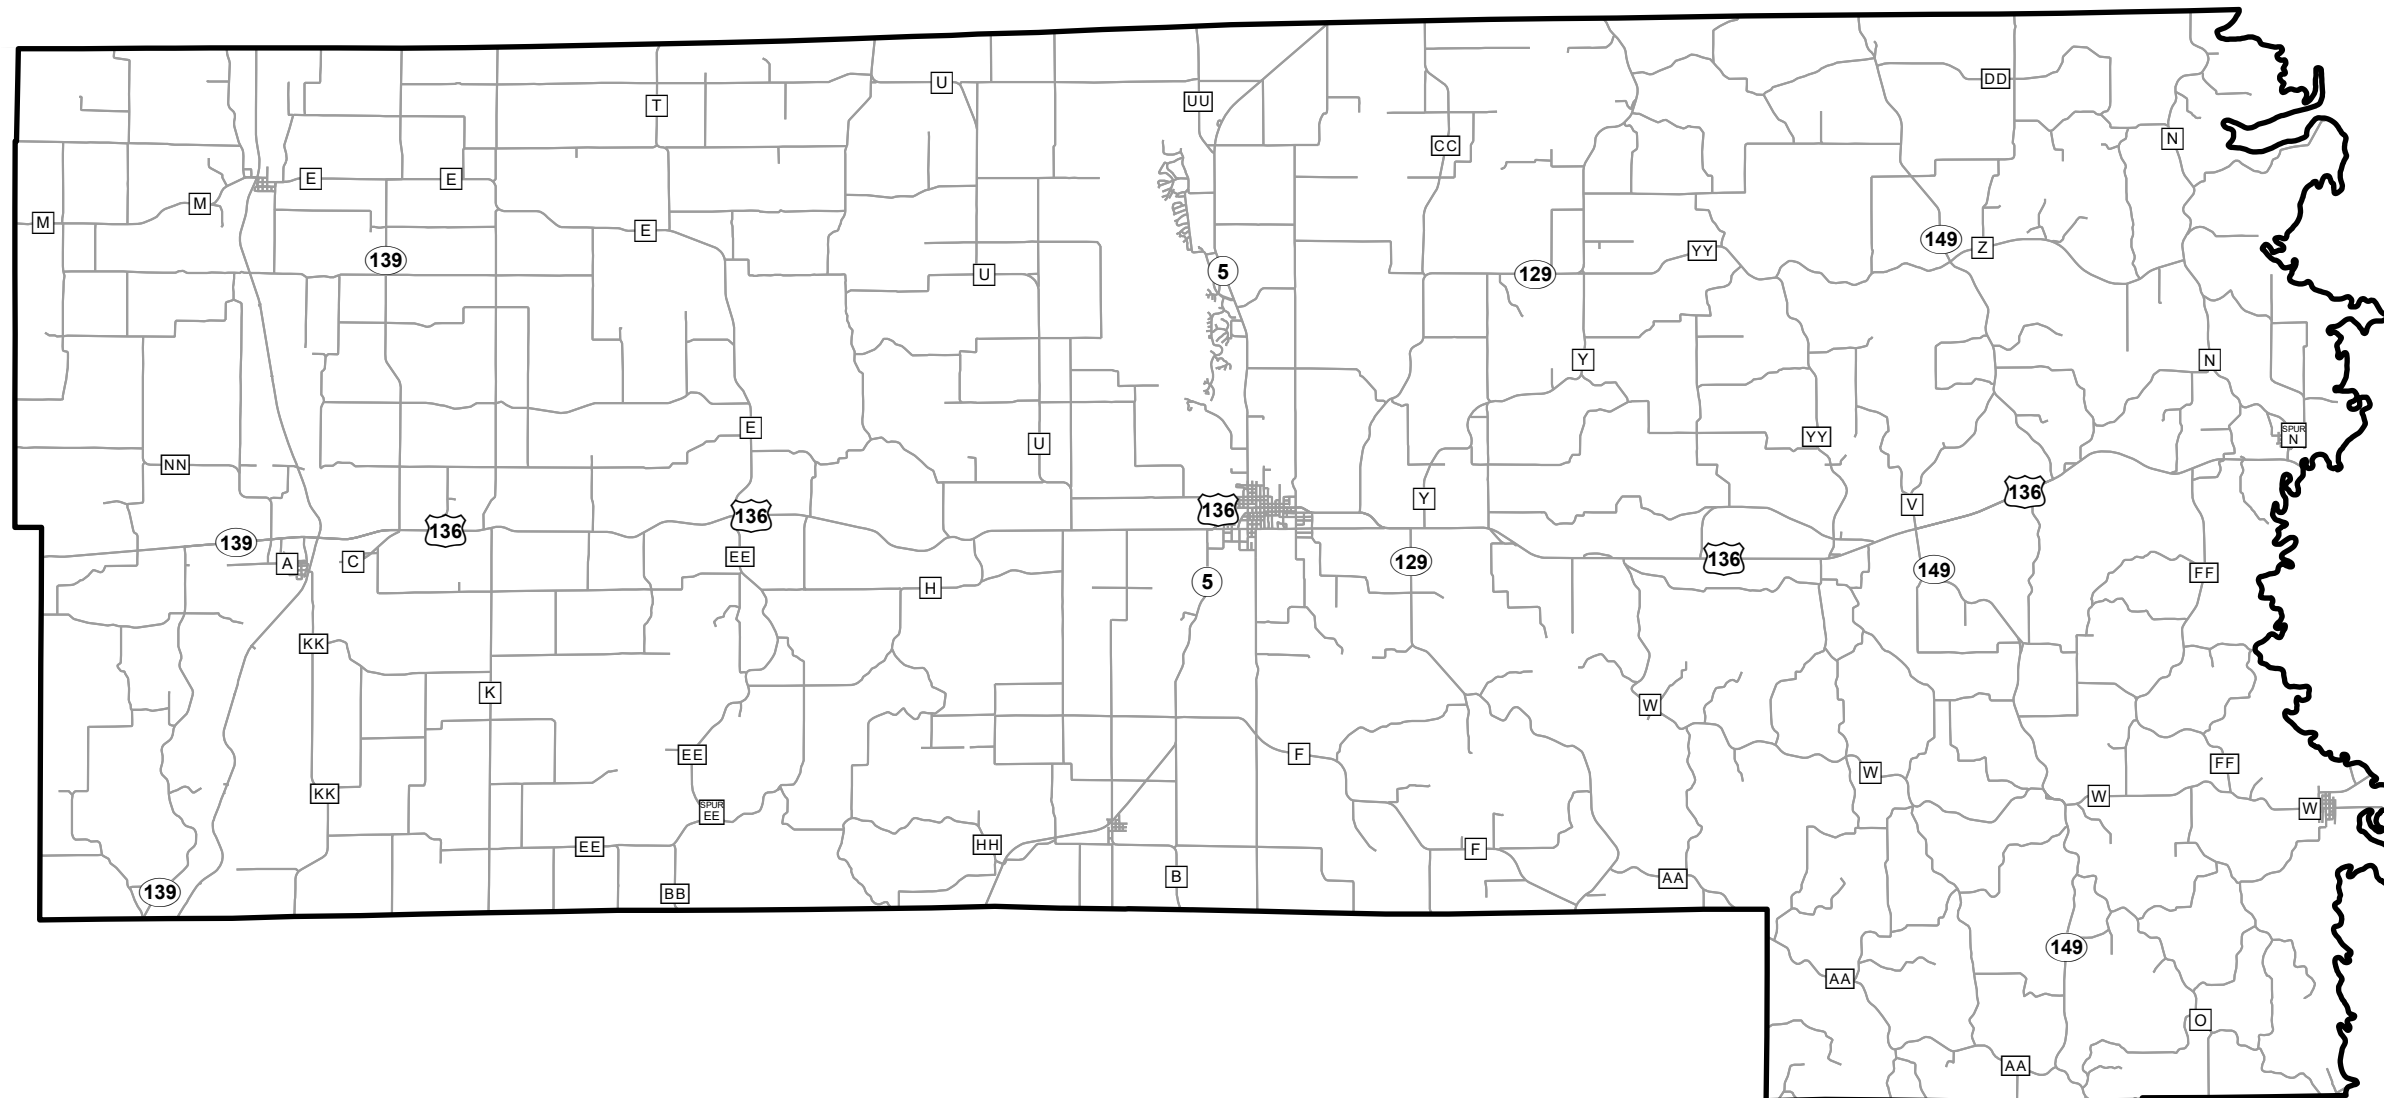 U
DD
T
UU
N
CC
E
E
M
M
E
139
149
Z
YY
5
U
129
Y
N
E
U
YY
SPUR
N
NN
136
Y
136
V
136
136
139
A
C
EE
136
129
149
FF
5
H
KK
K
W
EE
F
FF
W
KK
W
W
SPUR
EE
EE
HH
F
B
AA
139
BB
149
AA
O
AA